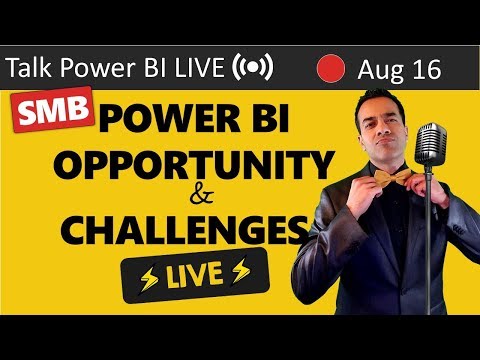 Talk Power BI LIVE
Aug 16
SMB
POWER BI
OPPORTUNITY
&
CHALLENGES
⚡LIVE⚡